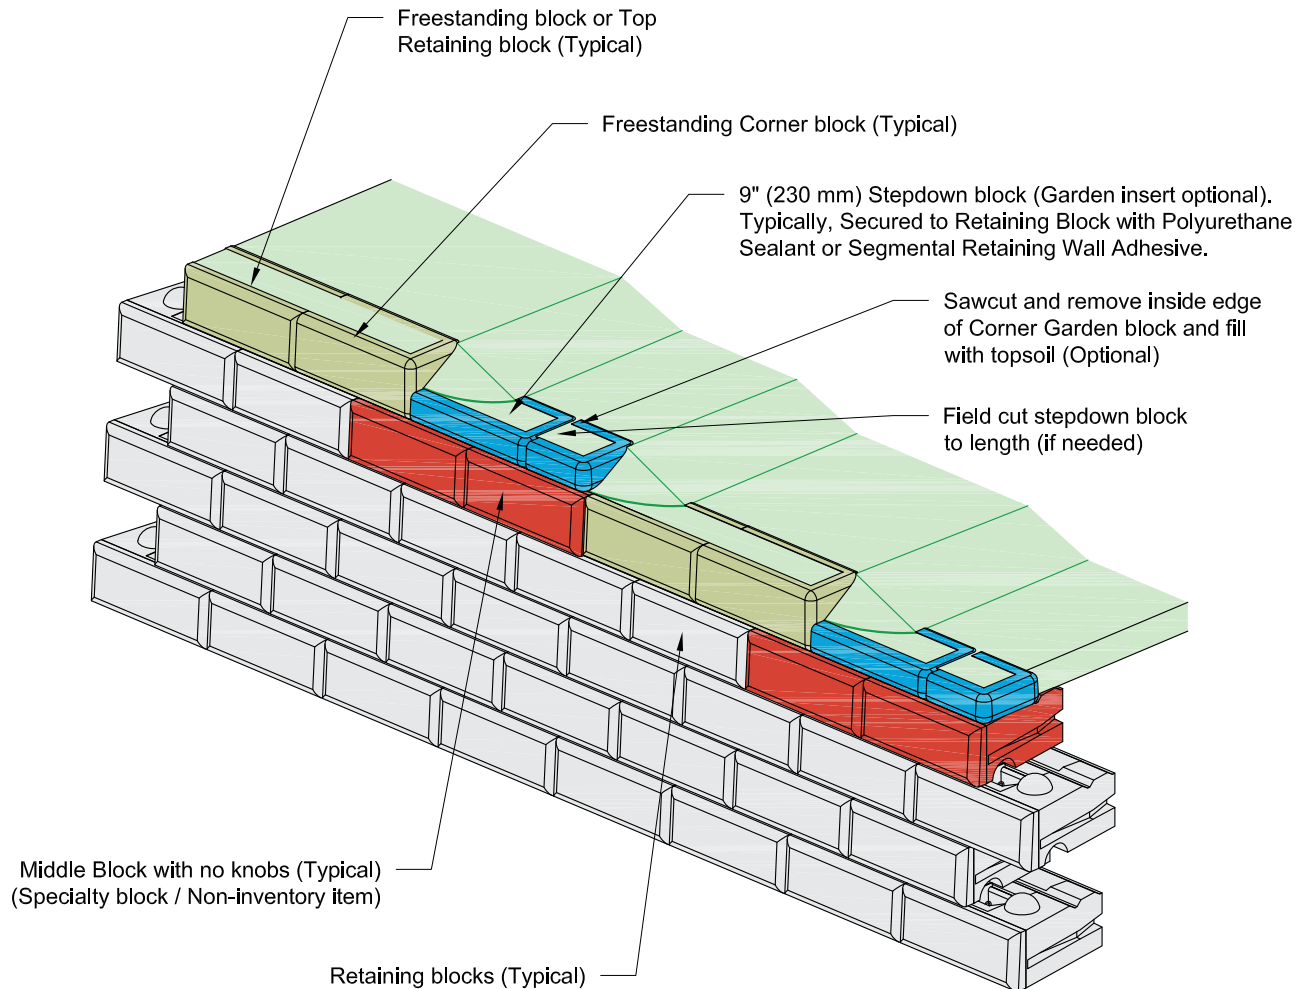 Freestanding block or Top
Retaining block (Typical)
Freestanding Corner block (Typical)
9" (230 mm) Stepdown block (Garden insert optional).
Typically, Secured to Retaining Block with Polyurethane
Sealant or Segmental Retaining Wall Adhesive.
Sawcut and remove inside edge
of Corner Garden block and fill
with topsoil (Optional)
Field cut stepdown block
to length (if needed)
Middle Block with no knobs (Typical)
(Specialty block / Non-inventory item)
Retaining blocks (Typical)